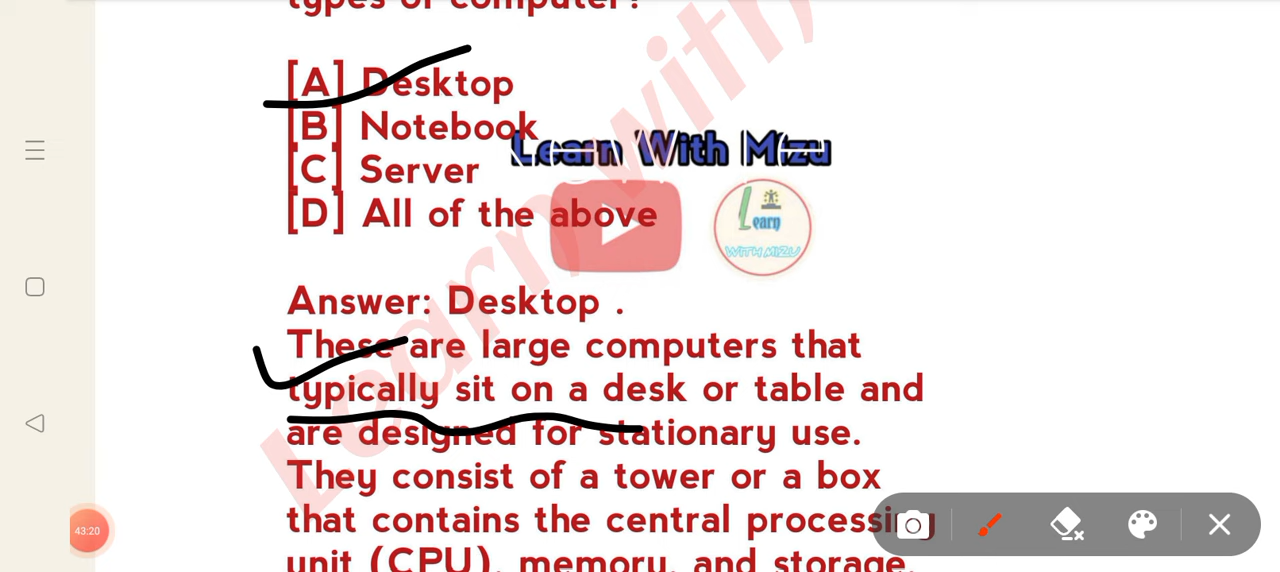 types of computer?
[A] Desktop
[B] Notebook
Learn With Mizu
[C] Server
[D] All of the above
Learn
WITH MIZU
Learn with
Answer: Desktop .
These are large computers that
typically sit on a desk or table and
are designed for stationary use.
They consist of a tower or a box
that contains the central processing
unit (CPU), memory, and storage.
43:20